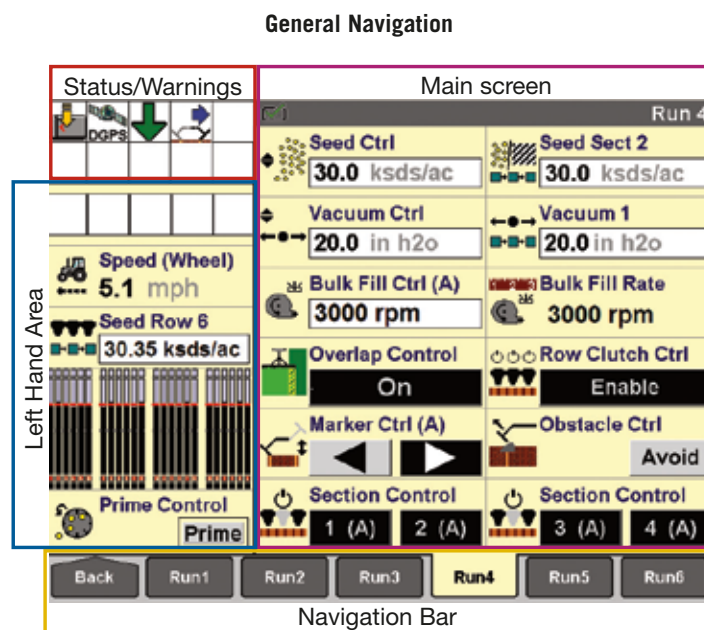 General Navigation
Status/Warnings
Main screen
DGPS
Run 4
Left Hand Area
Speed (Wheel)
5.1 mph
Seed Row 6
30.35 ksds/ac
Prime Control
Prime
Seed Ctrl
30.0 ksds/ac
Seed Sect 2
30.0 ksds/ac
Vacuum Ctrl
20.0 in h2o
Vacuum 1
20.0 in h2o
Bulk Fill Ctrl (A)
3000 rpm
Bulk Fill Rate
3000 rpm
Overlap Control
On
Row Clutch Ctrl
Enable
Marker Ctrl (A)
Obstacle Ctrl
Avoid
Section Control
1 (A) 2 (A)
Section Control
3 (A) 4 (A)
Back Run1 Run2 Run3 Run4 Run5 Run6
Navigation Bar